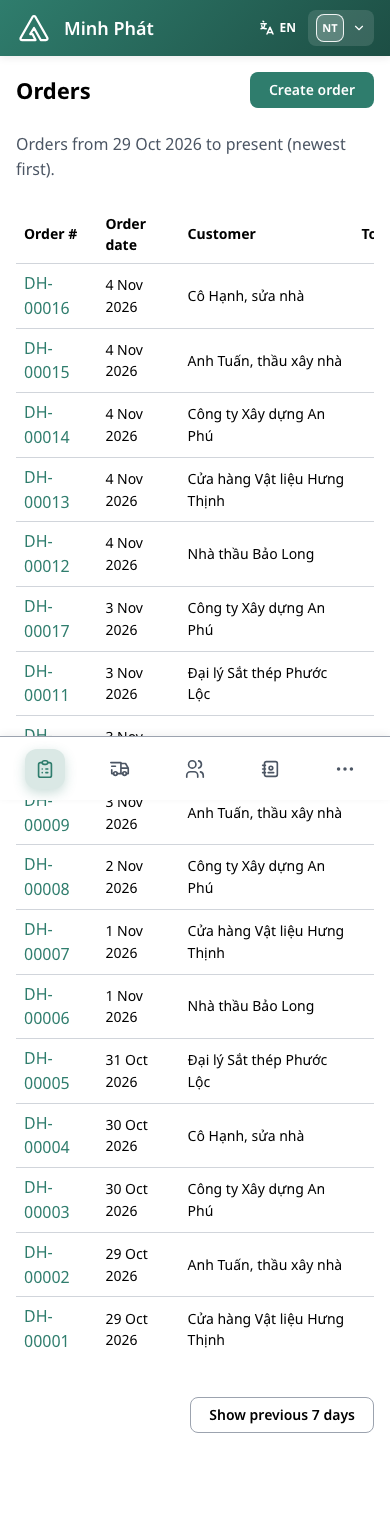 Minh Phát
EN
NT
Orders
Create order
Orders from 29 Oct 2026 to present (newest
first).
Order #
Order
date
Customer
DH-
00016
4 Nov
2026
Cô Hạnh, sửa nhà
DH-
00015
4 Nov
2026
Anh Tuấn, thầu xây nhà
DH-
00014
4 Nov
2026
Công ty Xây dựng An
Phú
DH-
00013
4 Nov
2026
Cửa hàng Vật liệu Hưng
Thịnh
DH-
00012
4 Nov
2026
Nhà thầu Bảo Long
DH-
00017
3 Nov
2026
Công ty Xây dựng An
Phú
DH-
00011
3 Nov
2026
Đại lý Sắt thép Phước
Lộc
DH-
00009
3 Nov
2026
Anh Tuấn, thầu xây nhà
DH-
00008
2 Nov
2026
Công ty Xây dựng An
Phú
DH-
00007
1 Nov
2026
Cửa hàng Vật liệu Hưng
Thịnh
DH-
00006
1 Nov
2026
Nhà thầu Bảo Long
DH-
00005
31 Oct
2026
Đại lý Sắt thép Phước
Lộc
DH-
00004
30 Oct
2026
Cô Hạnh, sửa nhà
DH-
00003
30 Oct
2026
Công ty Xây dựng An
Phú
DH-
00002
29 Oct
2026
Anh Tuấn, thầu xây nhà
DH-
00001
29 Oct
2026
Cửa hàng Vật liệu Hưng
Thịnh
Show previous 7 days